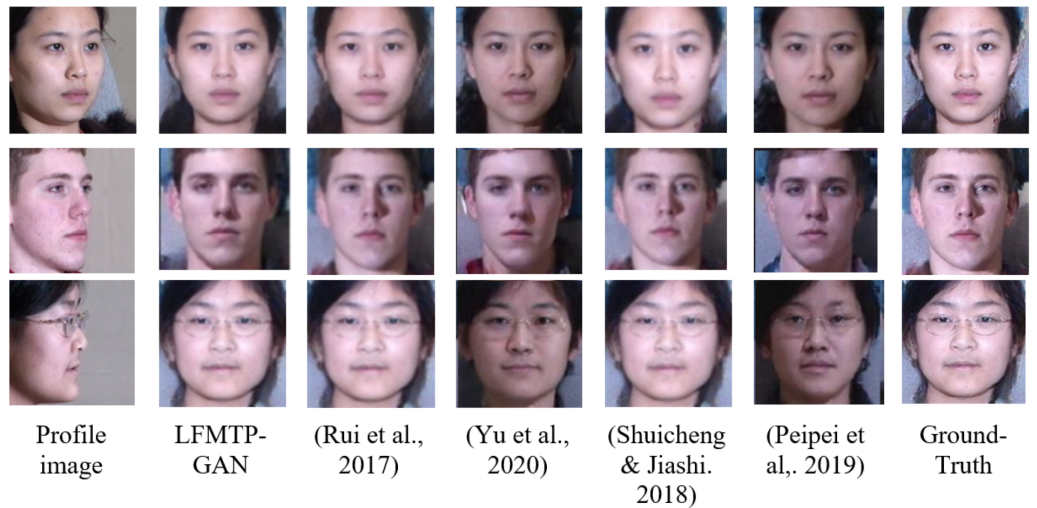 Profile
image
LFMTP-
GAN
(Rui et al.,
2017)
(Yu et al.,
2020)
(Shuicheng
& Jiashi.
2018)
(Peipei et
al,. 2019)
Ground-
Truth